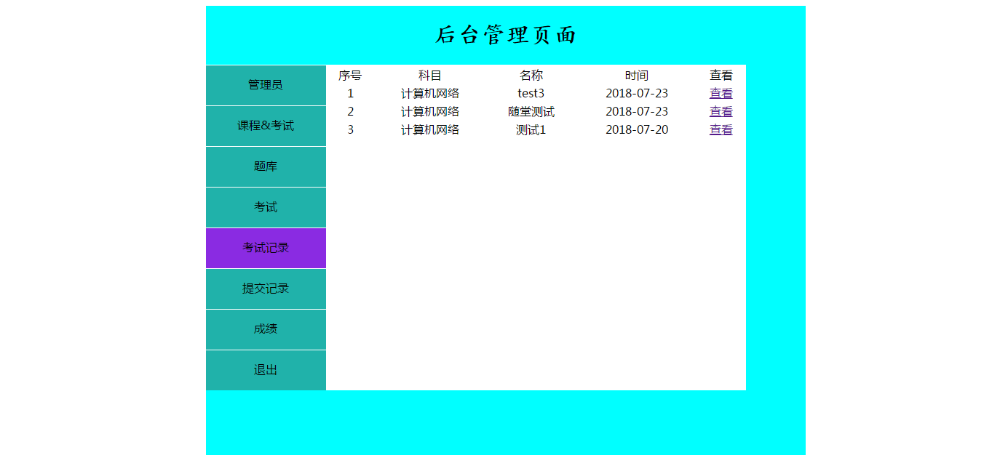 后台管理页面
管理员
课程&考试
题库
考试
考试记录
提交记录
成绩
退出
序号 科目 名称 时间 查看
1 计算机网络 test3 2018-07-23 查看
2 计算机网络 随堂测试 2018-07-23 查看
3 计算机网络 测试1 2018-07-20 查看